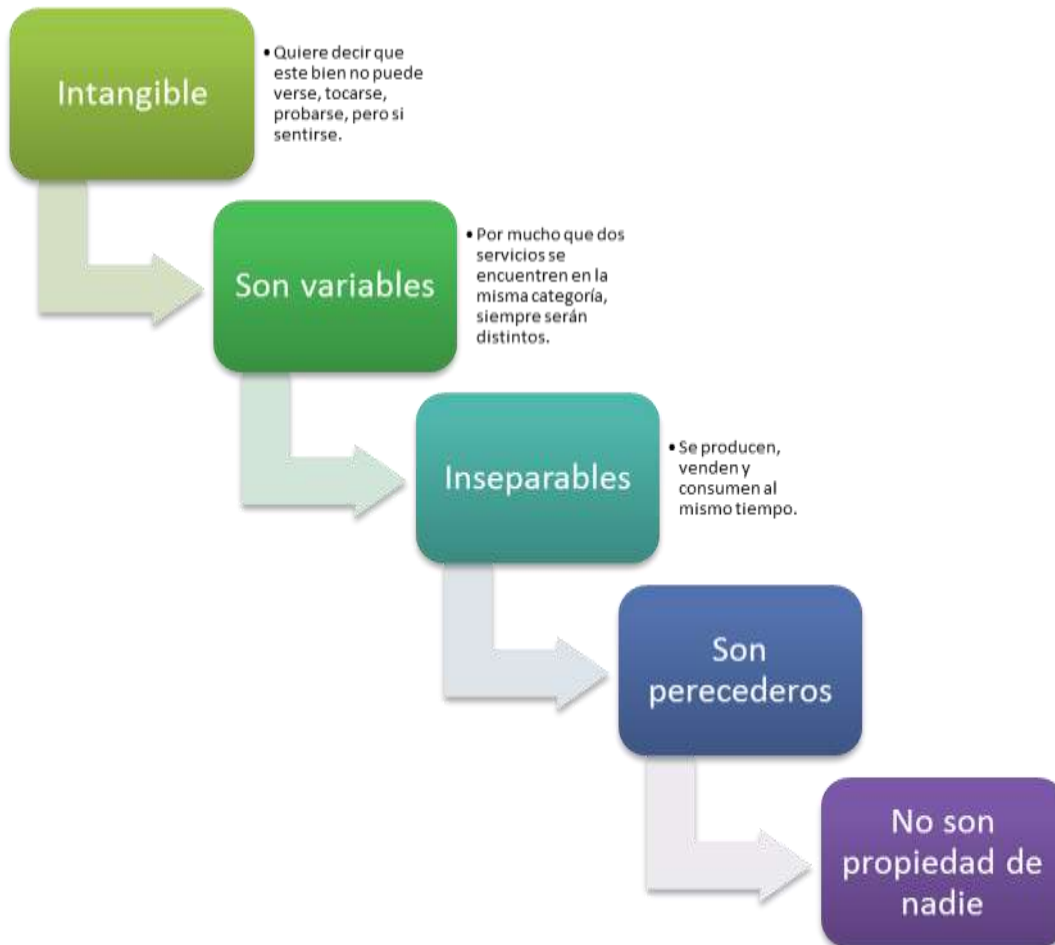 Intangible
• Quiere decir que
este bien no puede
verse, tocarse,
probarse, pero si
sentirse.
Son variables
• Por mucho que dos
servicios se
encuentren en la
misma categoría,
siempre serán
distintos.
Inseparables
• Se producen,
venden y
consumen al
mismo tiempo.
Son
perecederos
No son
propiedad de
nadie